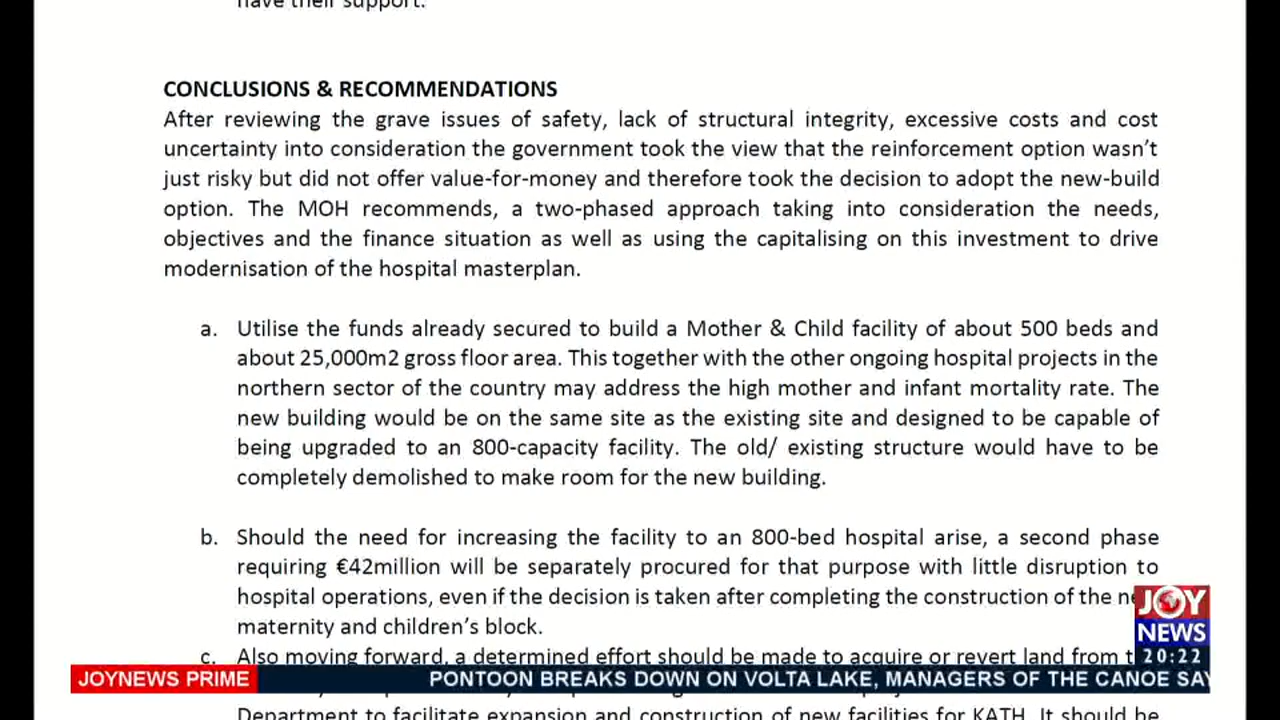 have their support.
CONCLUSIONS & RECOMMENDATIONS
After reviewing the grave issues of safety, lack of structural integrity, excessive costs and cost
uncertainty into consideration the government took the view that the reinforcement option wasn't
just risky but did not offer value-for-money and therefore took the decision to adopt the new-build
option. The MOH recommends, a two-phased approach taking into consideration the needs,
objectives and the finance situation as well as using the capitalising on this investment to drive
modernisation of the hospital masterplan.
a. Utilise the funds already secured to build a Mother & Child facility of about 500 beds and
about 25,000m2 gross floor area. This together with the other ongoing hospital projects in the
northern sector of the country may address the high mother and infant mortality rate. The
new building would be on the same site as the existing site and designed to be capable of
being upgraded to an 800-capacity facility. The old/ existing structure would have to be
completely demolished to make room for the new building.
b. Should the need for increasing the facility to an 800-bed hospital arise, a second phase
requiring €42million will be separately procured for that purpose with little disruption to
hospital operations, even if the decision is taken after completing the construction of the
maternity and children's block.
c. Also moving forward, a determined effort should be made to acquire or revert land from
Department to facilitate expansion and construction of new facilities for KATH. It should be
JOY
NEWS
20:22
JOYNEWS PRIME
PONTOON BREAKS DOWN ON VOLTA LAKE, MANAGERS OF THE CANOE SAY